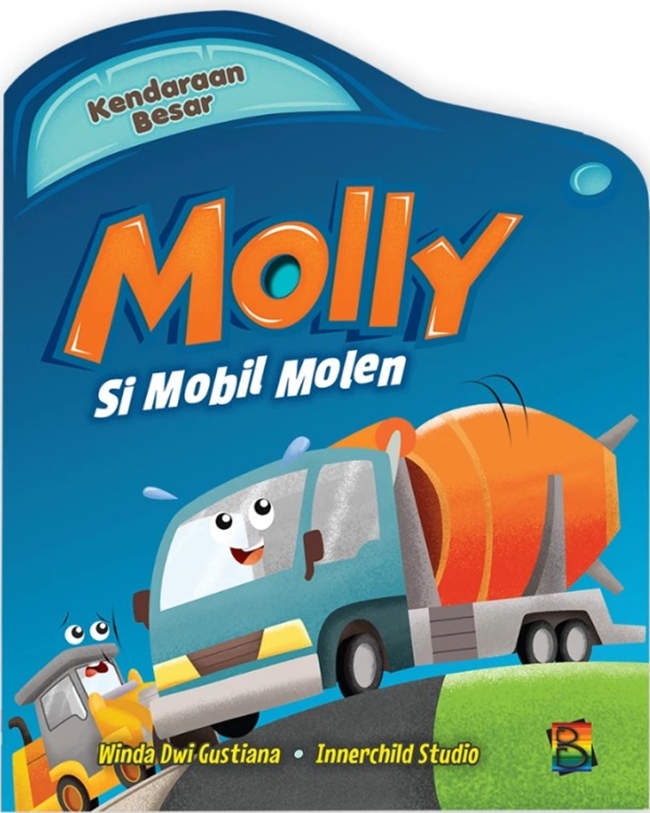 Kendaraan
Besar
Molly
Si Mobil Molen
Winda Dwi Gustiana • Innerchild Studio
B